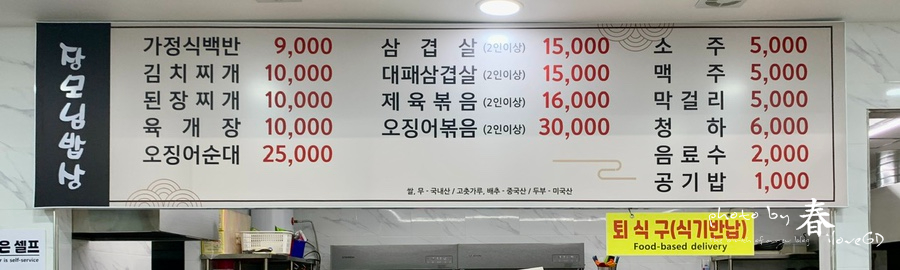 장모님밥상
가정식백반 9,000
김치찌개 10,000
된장찌개 10,000
육개장 10,000
오징어순대 25,000
삼겹살 (2인이상) 15,000
대패삼겹살 (2인이상) 15,000
제육볶음 (2인이상) 16,000
오징어볶음 (2인이상) 30,000
소주 5,000
맥주 5,000
막걸리 5,000
청하 6,000
음료수 2,000
공기밥 1,000
쌀, 무 - 국내산 / 고춧가루, 배추 - 중국산 / 두부 - 미국산
은 셀프
is self-service
퇴식구(식기반납)
Food-based delivery
photo by 春
iloveGD